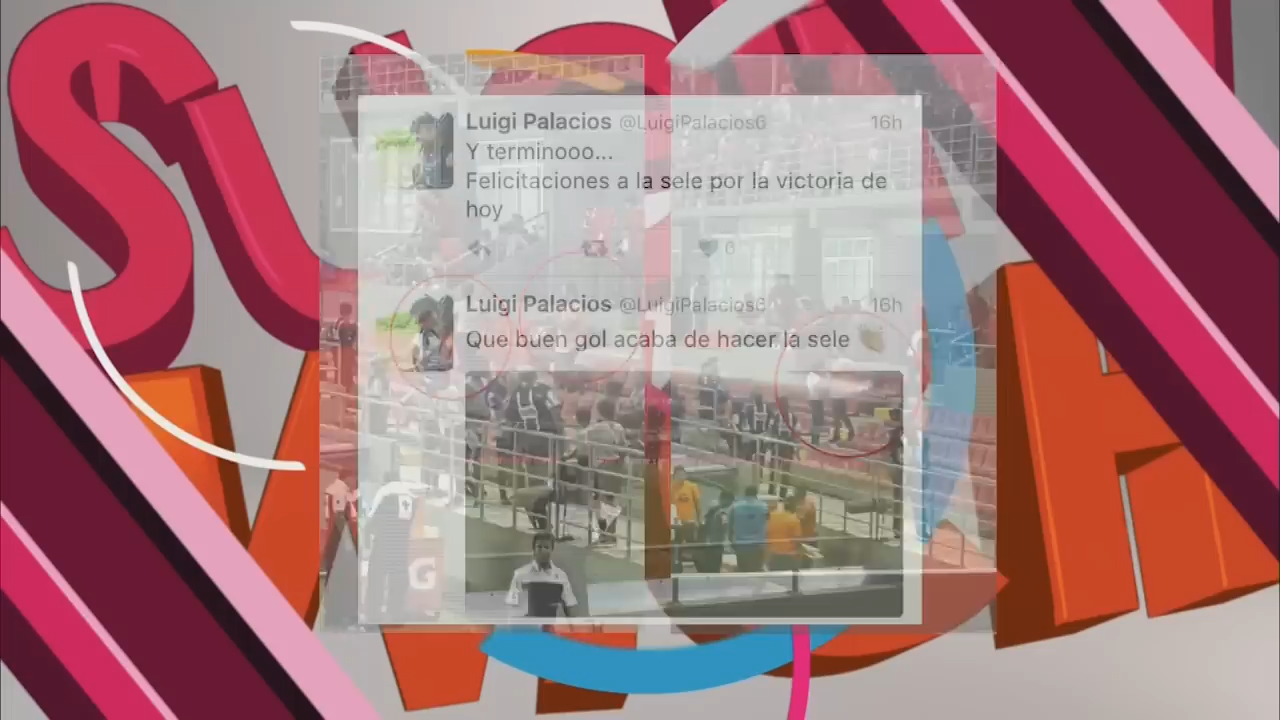 Luigi Palacios @LuigiPalacios6 16h
Y terminooo...
Felicitaciones a la sele por la victoria de
hoy
6
Luigi Palacios @LuigiPalacios6 16h
Que buen gol acaba de hacer la sele
G